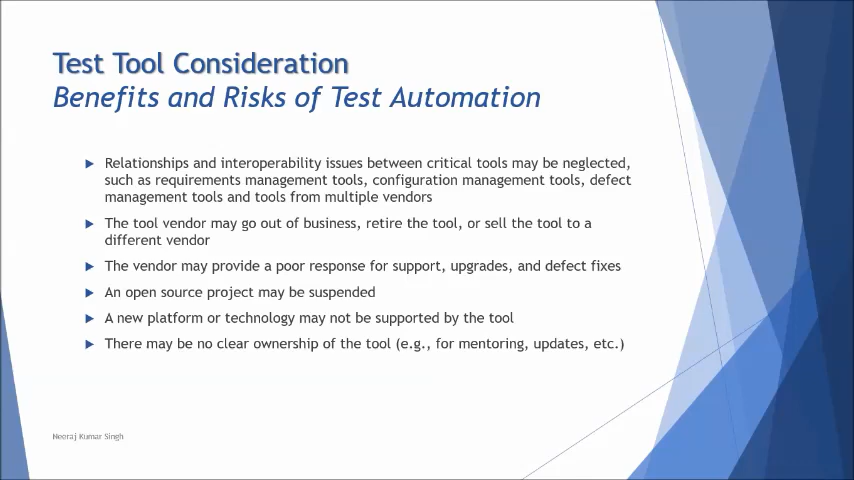 Test Tool Consideration
Benefits and Risks of Test Automation
Relationships and interoperability issues between critical tools may be neglected,
such as requirements management tools, configuration management tools, defect
management tools and tools from multiple vendors
The tool vendor may go out of business, retire the tool, or sell the tool to a
different vendor
The vendor may provide a poor response for support, upgrades, and defect fixes
An open source project may be suspended
A new platform or technology may not be supported by the tool
There may be no clear ownership of the tool (e.g., for mentoring, updates, etc.)
Neeraj Kumar Singh